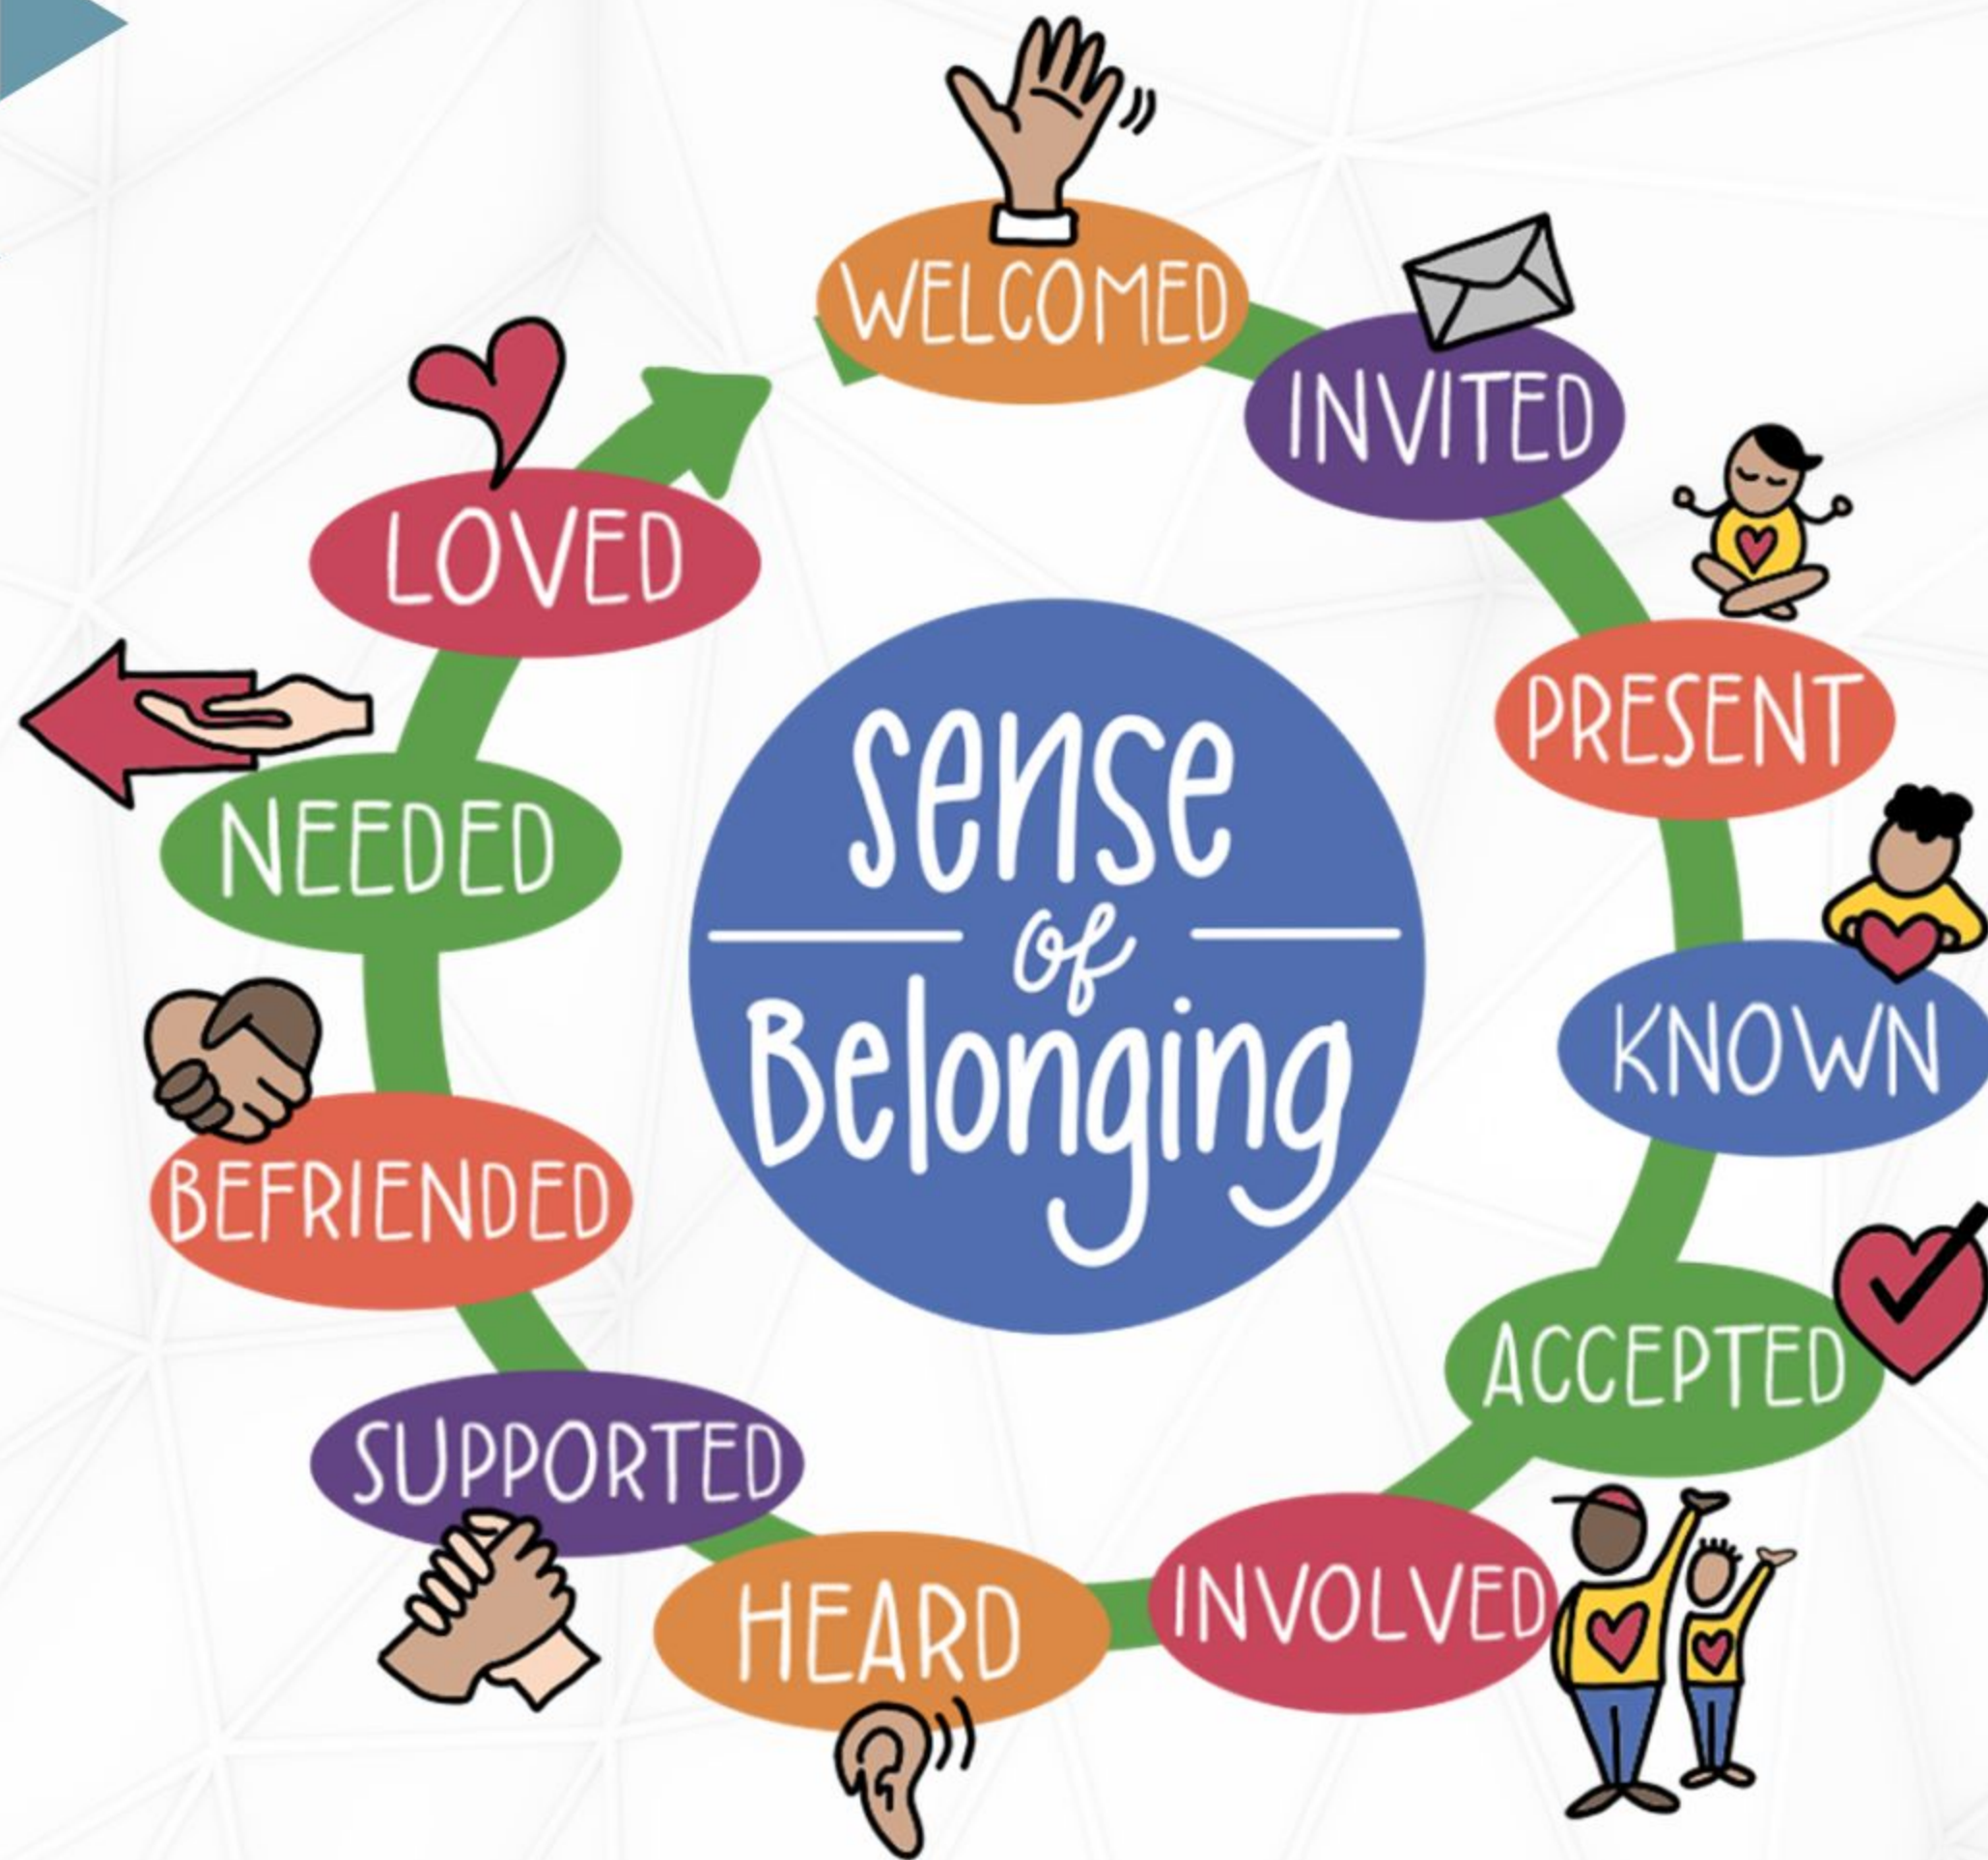 WELCOMED
INVITED
PRESENT
KNOWN
ACCEPTED
INVOLVED
HEARD
SUPPORTED
BEFRIENDED
NEEDED
LOVED
sense
of
Belonging